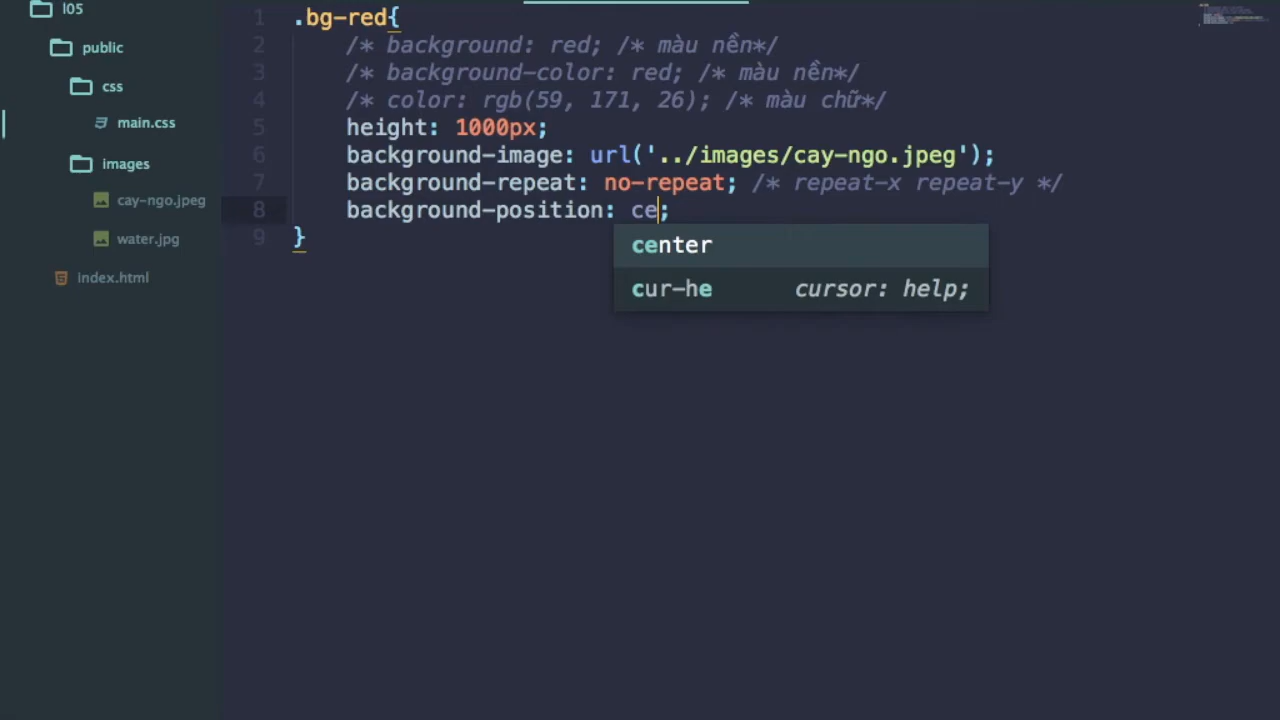 l05
public
css
main.css
images
cay-ngo.jpeg
water.jpg
index.html
1 .bg-red{
2 /* background: red; /* màu nền*/
3 /* background-color: red; /* màu nền*/
4 /* color: rgb(59, 171, 26); /* màu chữ*/
5 height: 1000px;
6 background-image: url('../images/cay-ngo.jpeg');
7 background-repeat: no-repeat; /* repeat-x repeat-y */
8 background-position: ce;
9 }
center
cur-he cursor: help;